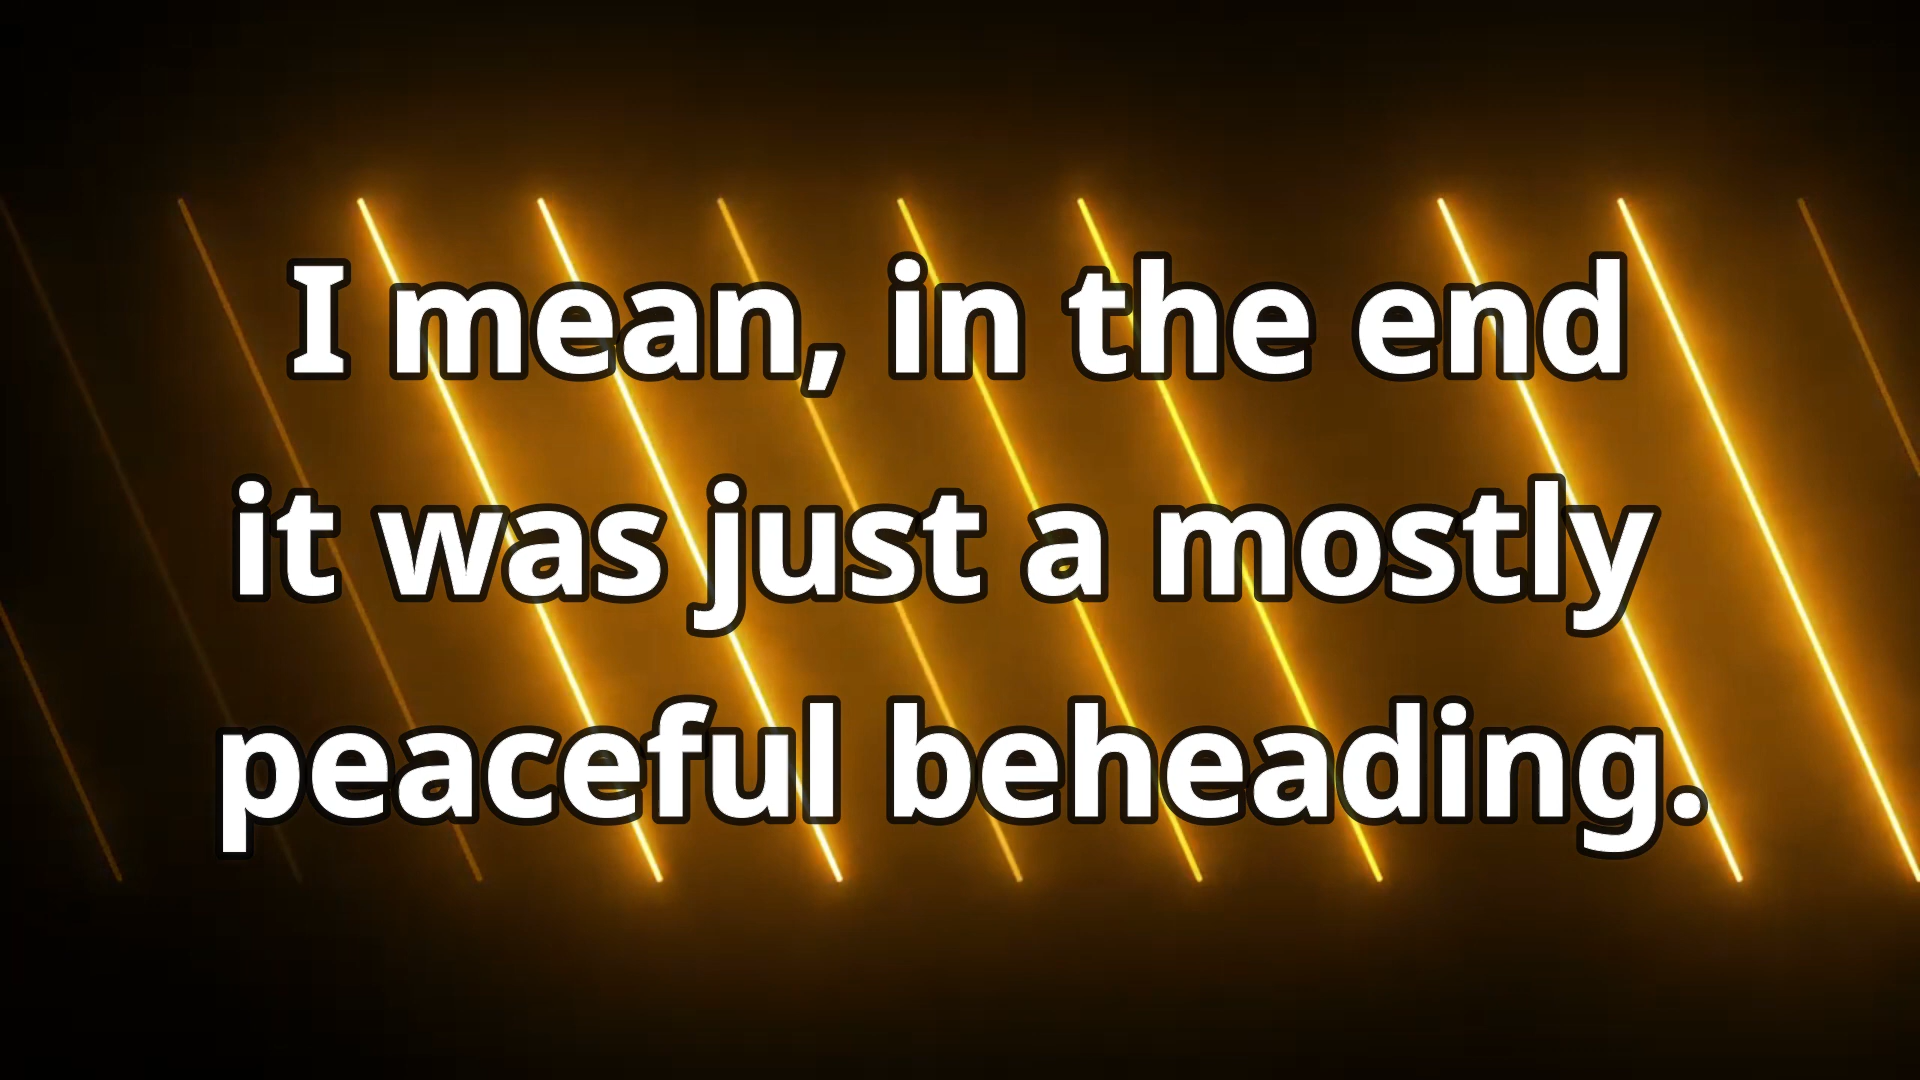 I mean, in the end
it was just a mostly
peaceful beheading.